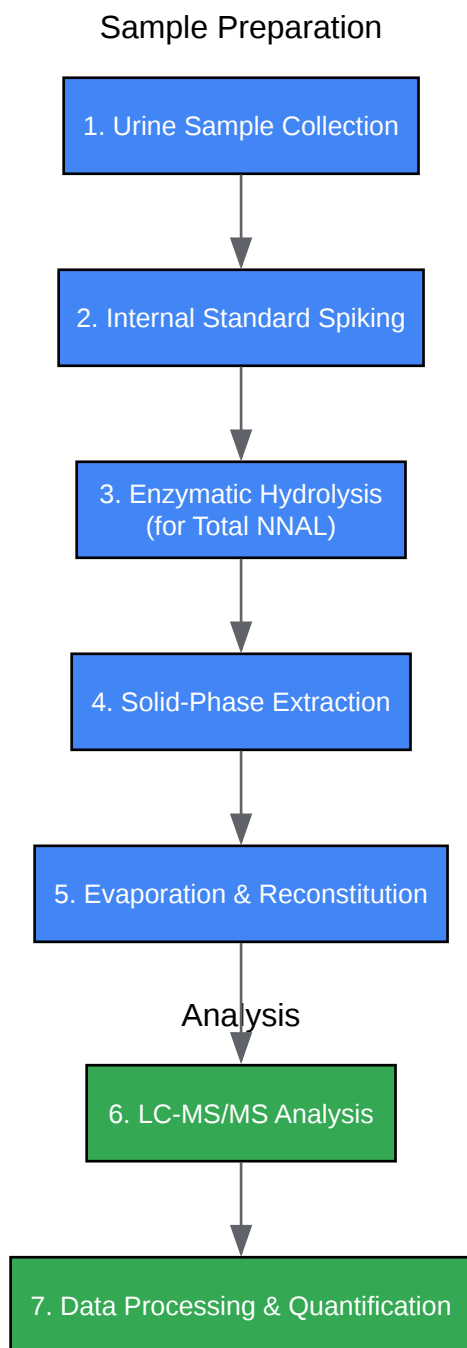 Sample Preparation
1. Urine Sample Collection
2. Internal Standard Spiking
3. Enzymatic Hydrolysis
(for Total NNAL)
4. Solid-Phase Extraction
5. Evaporation & Reconstitution
Analysis
6. LC-MS/MS Analysis
7. Data Processing & Quantification